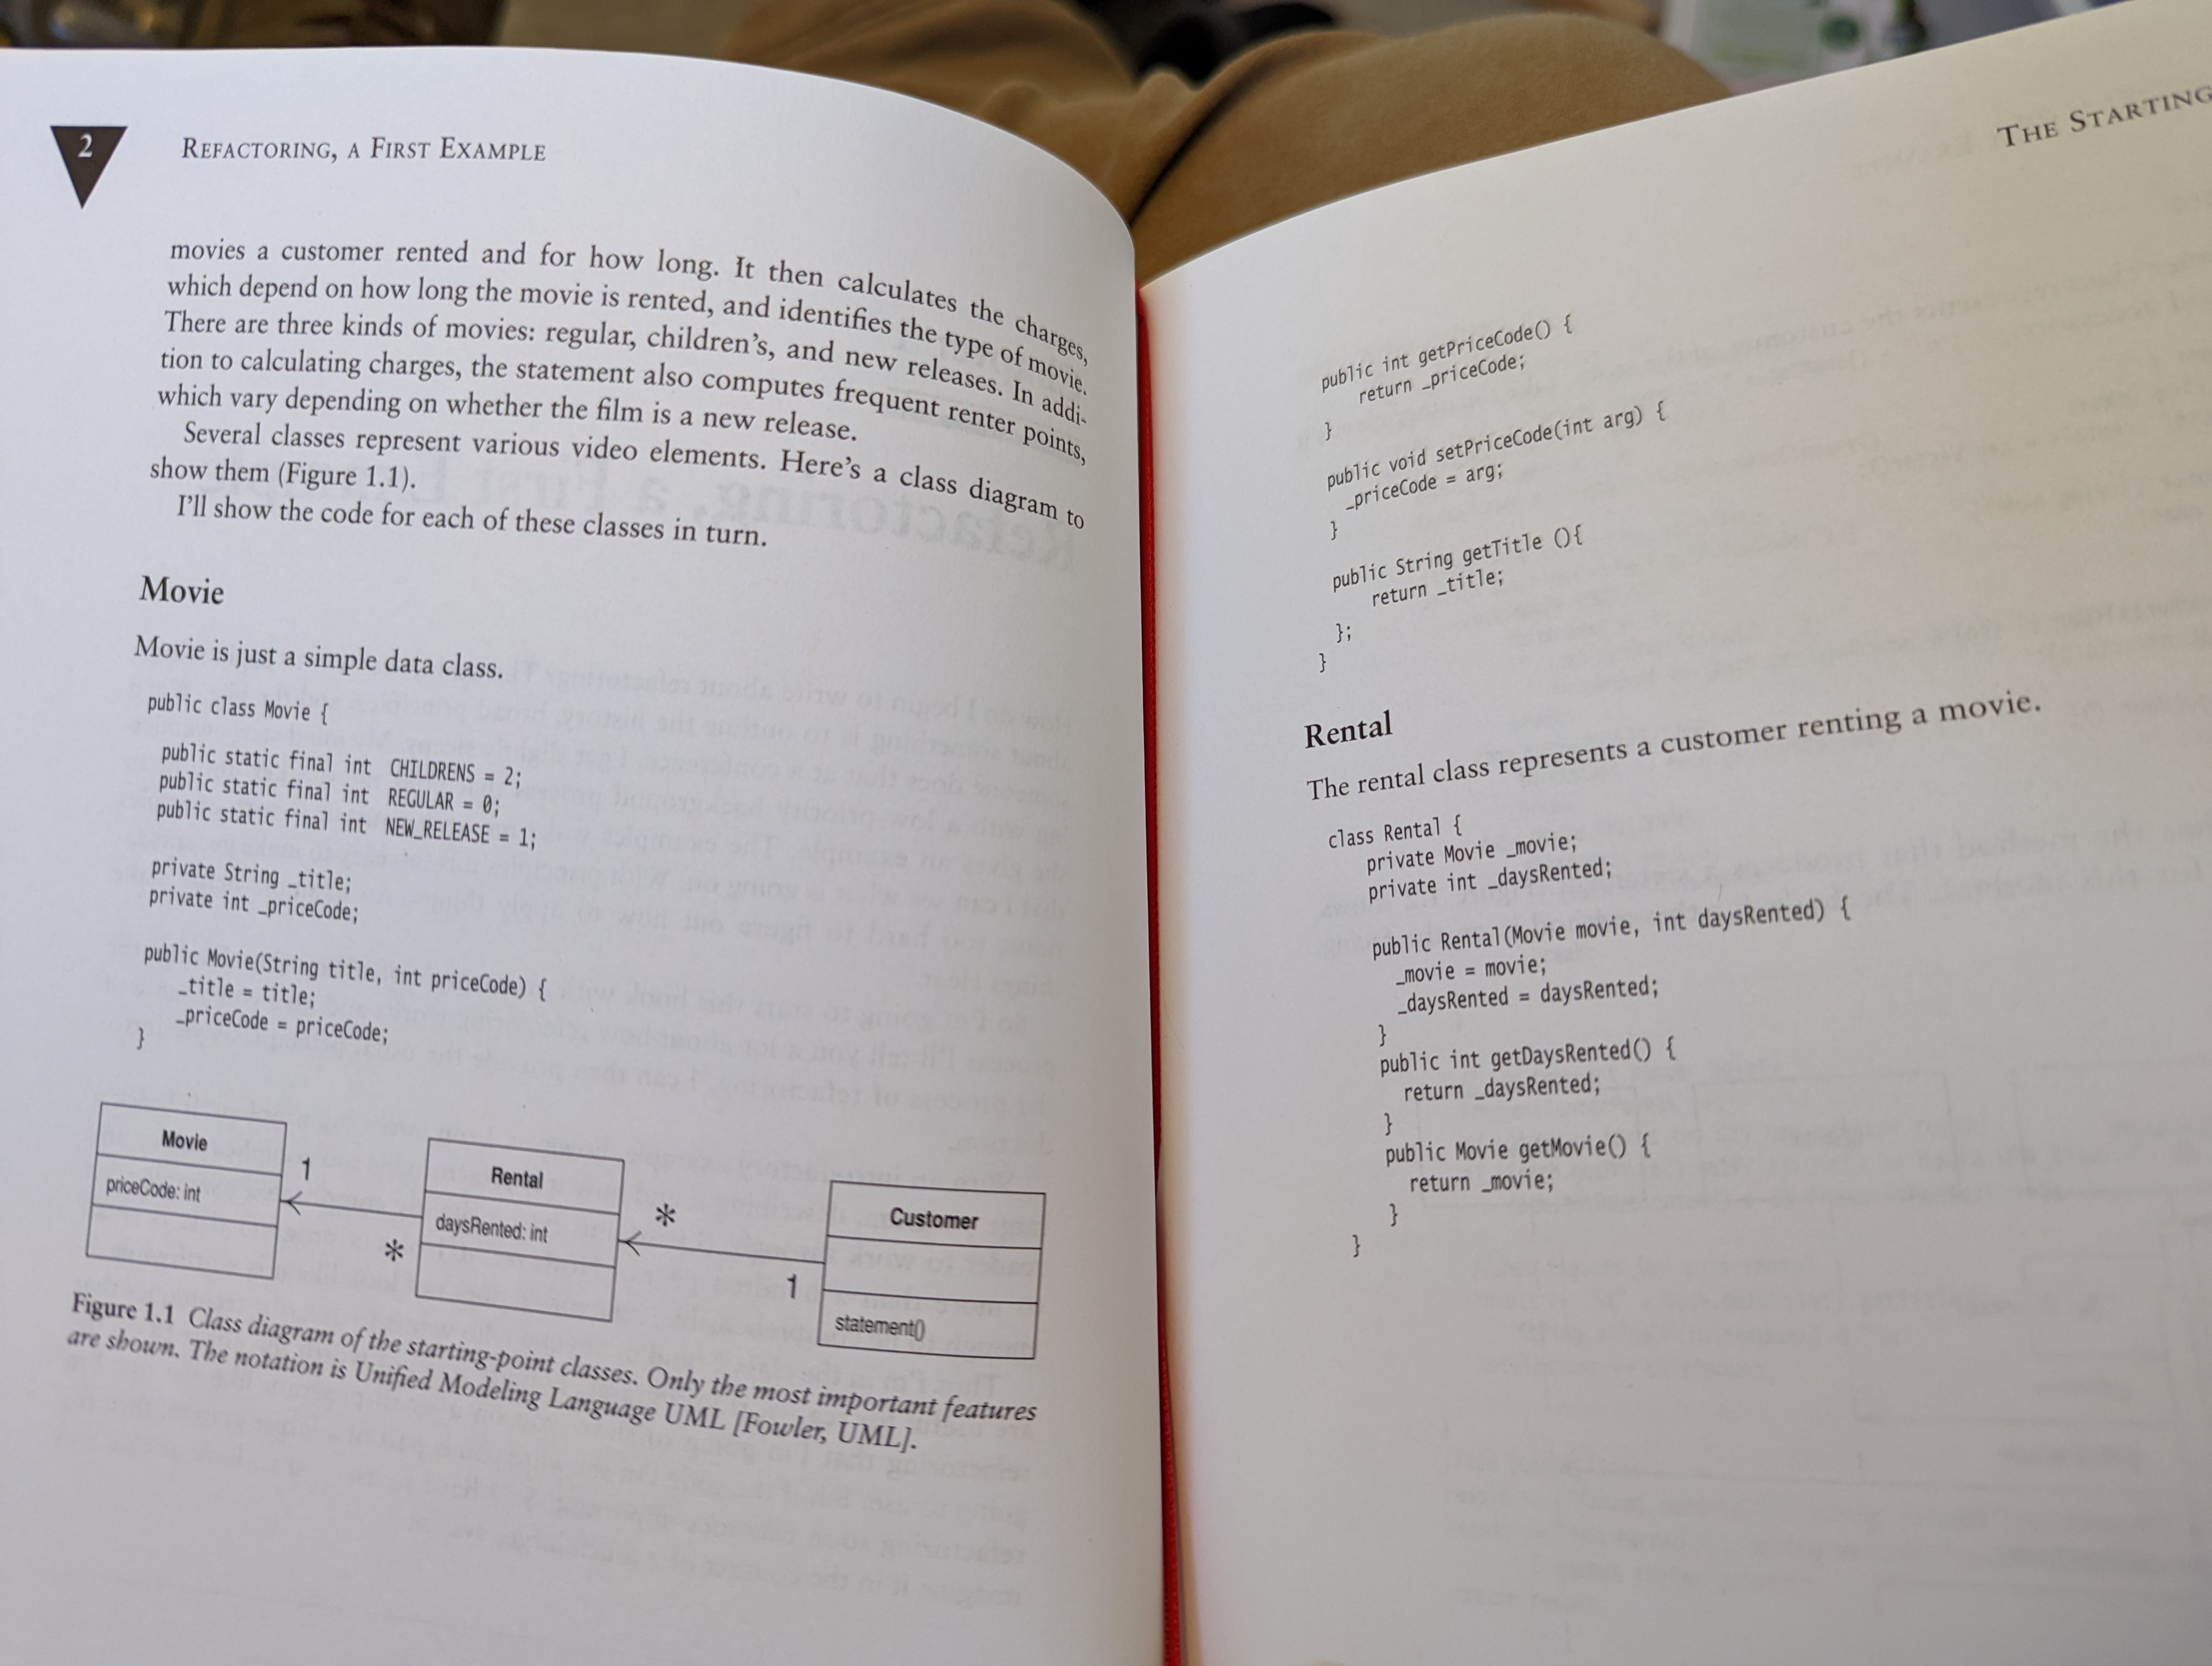 2
REFACTORING, A FIRST EXAMPLE
movies a customer rented and for how long. It then calculates the charges,
which depend on how long the movie is rented, and identifies the type of movie.
There are three kinds of movies: regular, children's, and new releases. In addi-
tion to calculating charges, the statement also computes frequent renter points,
which vary depending on whether the film is a new release.
Several classes represent various video elements. Here's a class diagram to
show them (Figure 1.1).
I'll show the code for each of these classes in turn.
Movie
Movie is just a simple data class.
public class Movie {
public static final int CHILDRENS = 2;
public static final int REGULAR = 0;
public static final int NEW_RELEASE = 1;
private String _title;
private int _priceCode;
public Movie(String title, int priceCode) {
_title = title;
_priceCode = priceCode;
}
Movie
priceCode: int
1
*
Rental
daysRented: int
*
1
Customer
statement()
Figure 1.1 Class diagram of the starting-point classes. Only the most important features
are shown. The notation is Unified Modeling Language UML [Fowler, UML].
THE STARTING
public int getPriceCode() {
return _priceCode;
}
public void setPriceCode(int arg) {
_priceCode = arg;
}
public String getTitle (){
return _title;
};
}
Rental
The rental class represents a customer renting a movie.
class Rental {
private Movie _movie;
private int _daysRented;
public Rental(Movie movie, int daysRented) {
_movie = movie;
_daysRented = daysRented;
}
public int getDaysRented() {
return _daysRented;
}
public Movie getMovie() {
return _movie;
}
}